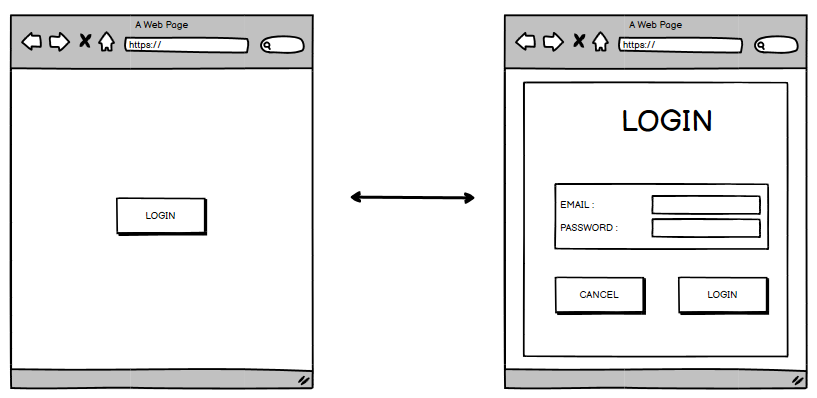 A Web Page
https://
LOGIN
A Web Page
https://
LOGIN
EMAIL :
PASSWORD :
CANCEL
LOGIN